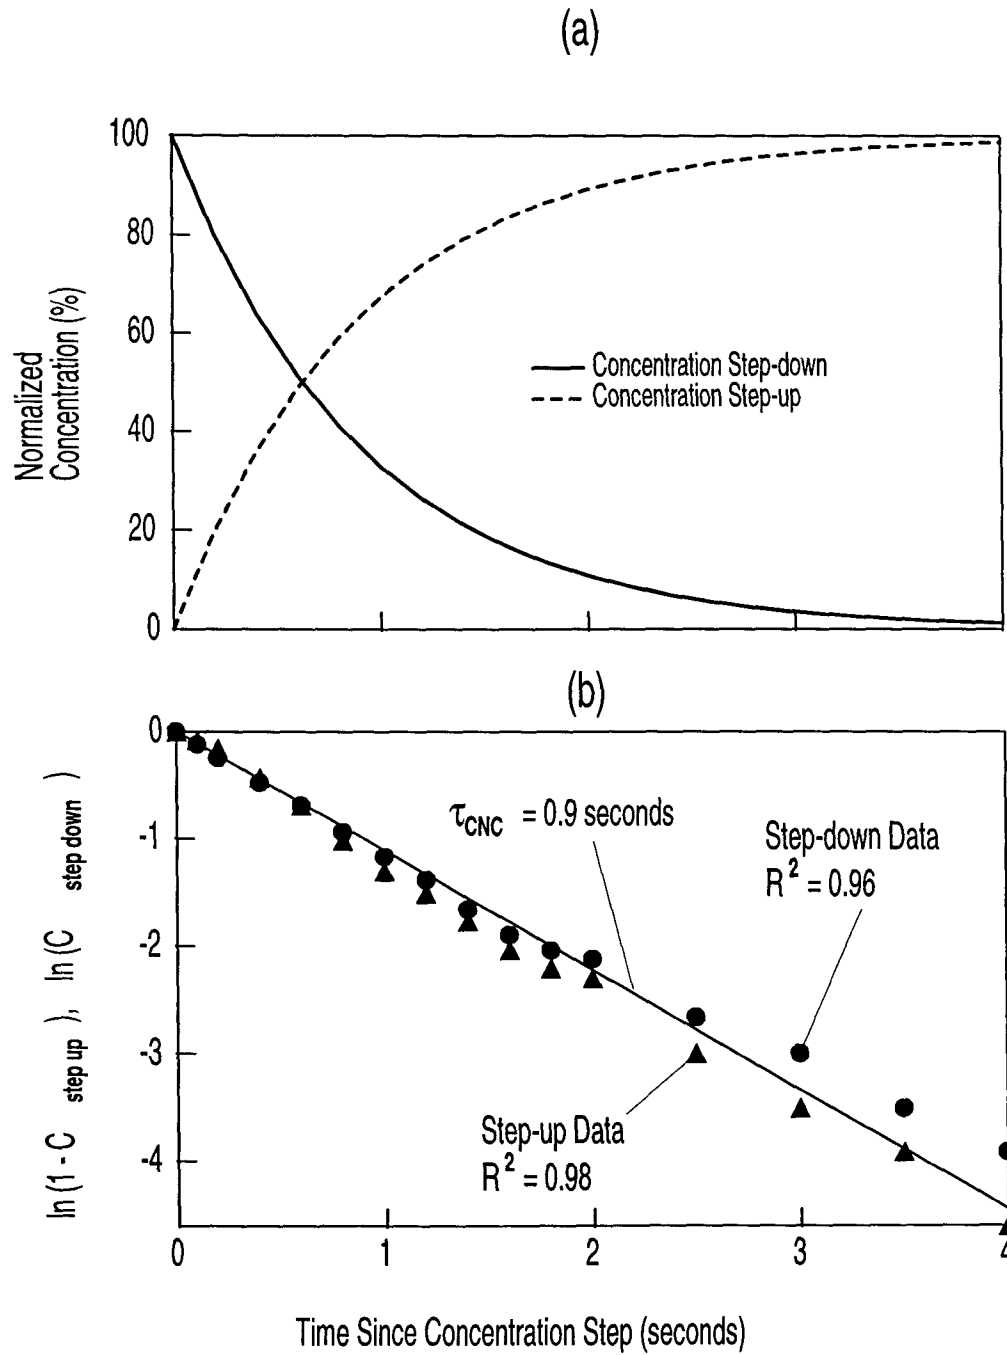 (a)
100
80
60
40
20
0
Normalized
Concentration (%)
Concentration Step-down
Concentration Step-up
(b)
0
-1
-2
-3
-4
ln (1 - C step up ), ln (C step down )
τCNC = 0.9 seconds
Step-down Data
R² = 0.96
Step-up Data
R² = 0.98
0 1 2 3 4
Time Since Concentration Step (seconds)